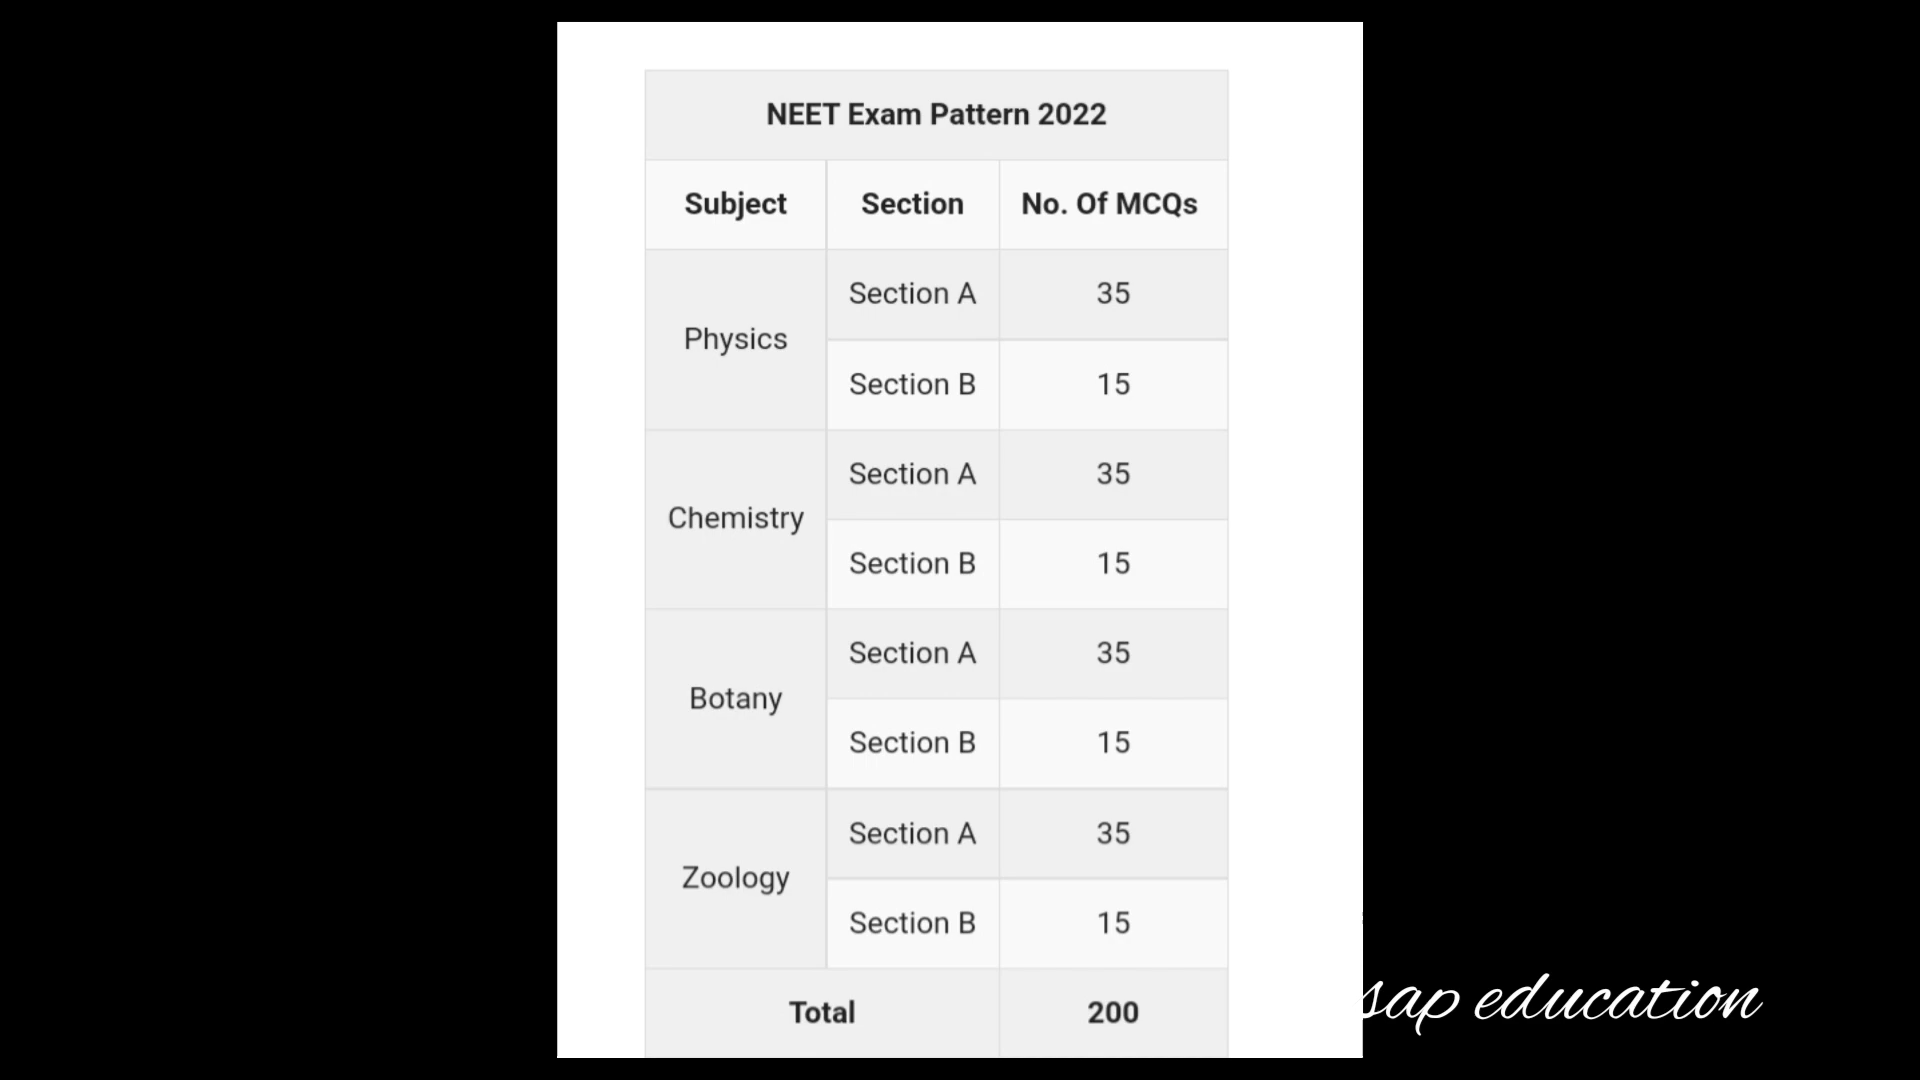 NEET Exam Pattern 2022
Subject Section No. Of MCQs
Physics
Section A 35
Section B 15
Chemistry
Section A 35
Section B 15
Botany
Section A 35
Section B 15
Zoology
Section A 35
Section B 15
Total 200
sap education